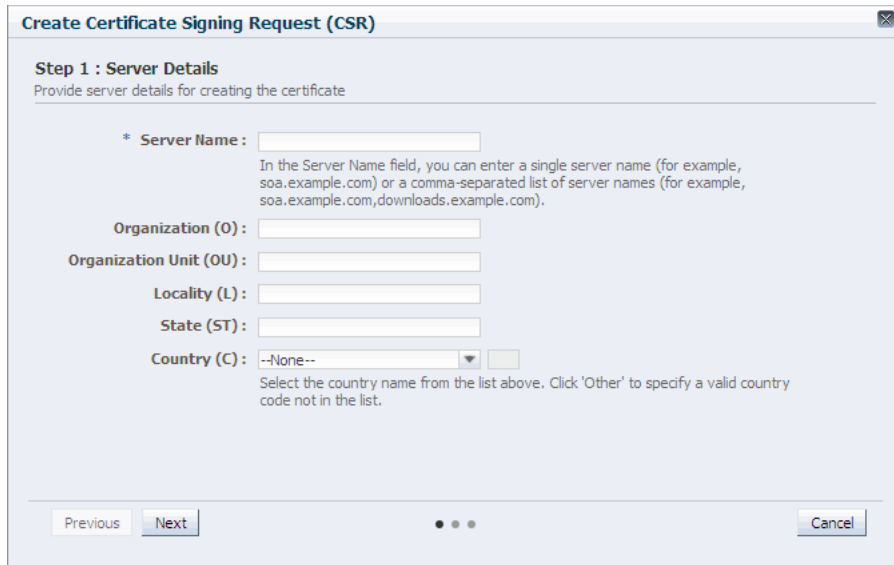 Create Certificate Signing Request (CSR)
Step 1 : Server Details
Provide server details for creating the certificate
* Server Name :
In the Server Name field, you can enter a single server name (for example,
soa.example.com) or a comma-separated list of server names (for example,
soa.example.com,downloads.example.com).
Organization (O) :
Organization Unit (OU) :
Locality (L) :
State (ST) :
Country (C) : --None--
Select the country name from the list above. Click 'Other' to specify a valid country
code not in the list.
Previous Next Cancel